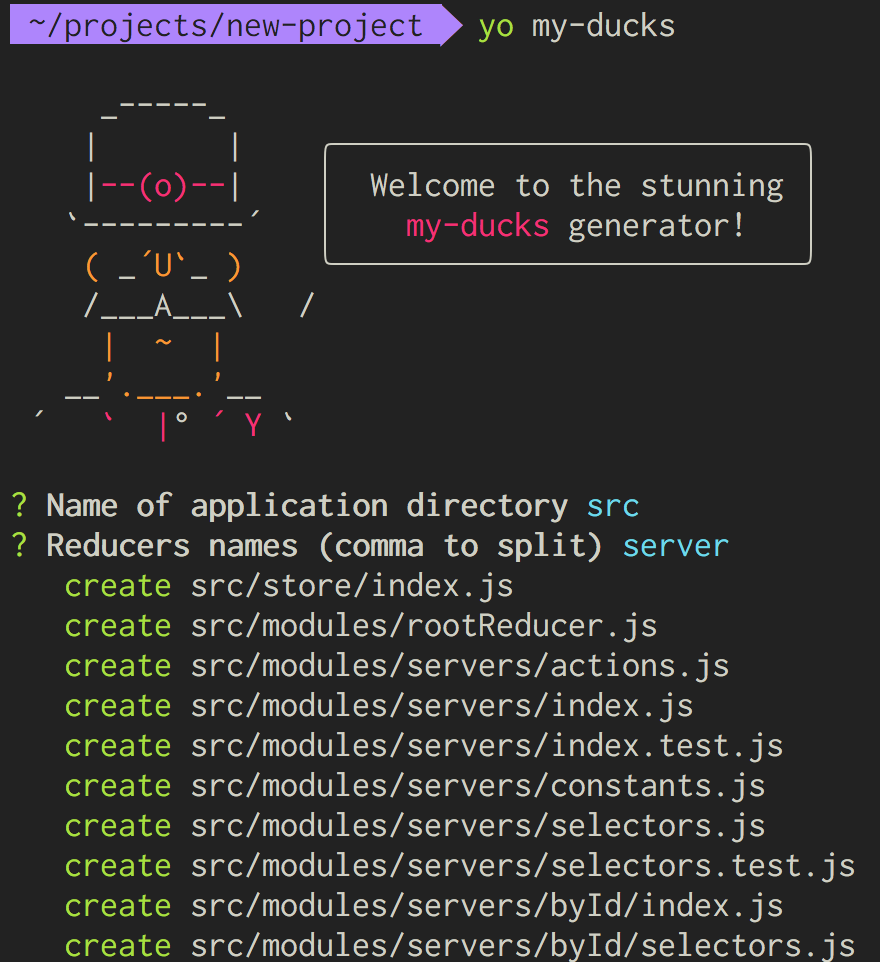 ~/projects/new-project yo my-ducks
_-----_
|       |
|--(o)--|
`---------´
( _´U`_ )
/___A___\   /
|  ~  |
__'.___.'__
´   `  |° ´ Y `
Welcome to the stunning
my-ducks generator!
? Name of application directory src
? Reducers names (comma to split) server
create src/store/index.js
create src/modules/rootReducer.js
create src/modules/servers/actions.js
create src/modules/servers/index.js
create src/modules/servers/index.test.js
create src/modules/servers/constants.js
create src/modules/servers/selectors.js
create src/modules/servers/selectors.test.js
create src/modules/servers/byId/index.js
create src/modules/servers/byId/selectors.js